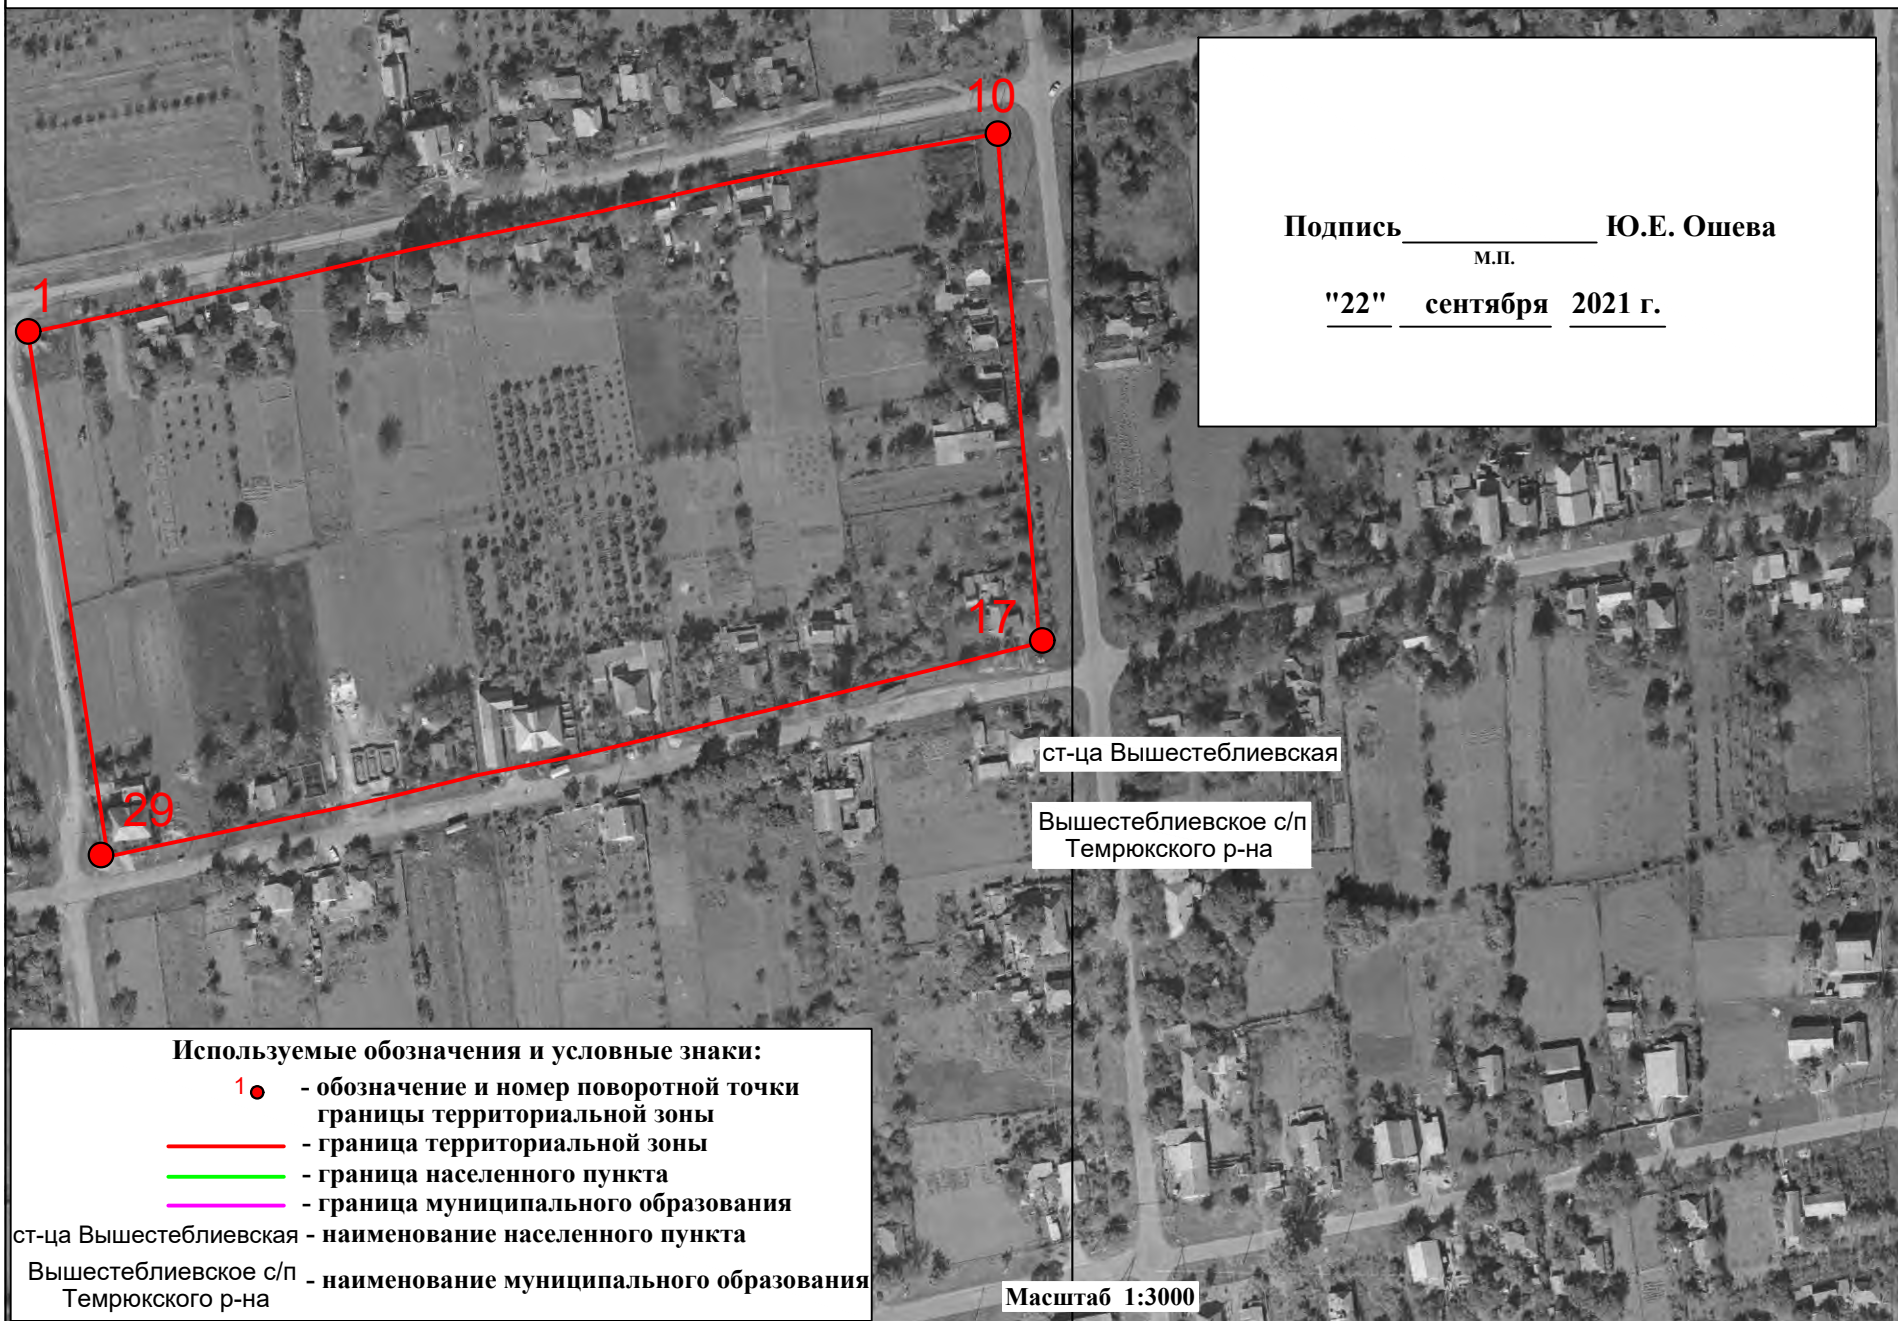 10
1
17
29
Подпись Ю.Е. Ошева
М.П.
"22" сентября 2021 г.
ст-ца Вышестеблиевская
Вышестеблиевское с/п
Темрюкского р-на
Используемые обозначения и условные знаки:
1 - обозначение и номер поворотной точки
границы территориальной зоны
- граница территориальной зоны
- граница населенного пункта
- граница муниципального образования
ст-ца Вышестеблиевская - наименование населенного пункта
Вышестеблиевское с/п - наименование муниципального образования
Темрюкского р-на
Масштаб 1:3000